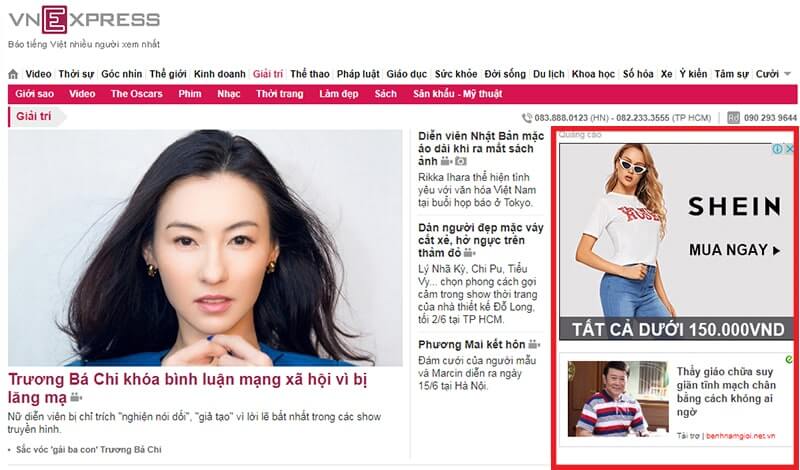 VNEXPRESS
Báo tiếng Việt nhiều người xem nhất
Video Thời sự Góc nhìn Thế giới Kinh doanh Giải trí Thể thao Pháp luật Giáo dục Sức khỏe Đời sống Du lịch Khoa học Số hóa Xe Ý kiến Tâm sự Cười
Giới sao Video The Oscars Phim Nhạc Thời trang Làm đẹp Sách Sân khấu - Mỹ thuật
Giải trí
083.888.0123 (HN) - 082.233.3555 (TP HCM) Rd 090 293 9644
Trương Bá Chi khóa bình luận mạng xã hội vì bị
lăng mạ
Nữ diễn viên bị chỉ trích "nghiện nói dối", "giả tạo" vì lời lẽ bất nhất trong các show
truyền hình.
Sắc vóc 'gái ba con' Trương Bá Chi
Diễn viên Nhật Bản mặc
áo dài khi ra mắt sách
ảnh
Rikka Ihara thể hiện tình
yêu với văn hóa Việt Nam
tại buổi họp báo ở Tokyo.
Dàn người đẹp mặc váy
cắt xẻ, hở ngực trên
thảm đỏ
Lý Nhã Kỳ, Chi Pu, Tiểu
Vy... chọn phong cách gợi
cảm trong show thời trang
của nhà thiết kế Đỗ Long,
tối 2/6 tại TP HCM.
Phương Mai kết hôn
Đám cưới của người mẫu
và Marcin diễn ra ngày
15/6 tại Hà Nội.
Quảng cáo
SHEIN
MUA NGAY
TẤT CẢ DƯỚI 150.000VND
Thầy giáo chữa suy
giãn tĩnh mạch chân
bằng cách không ai
ngờ
Tài trợ | benhnamgioi.net.vn